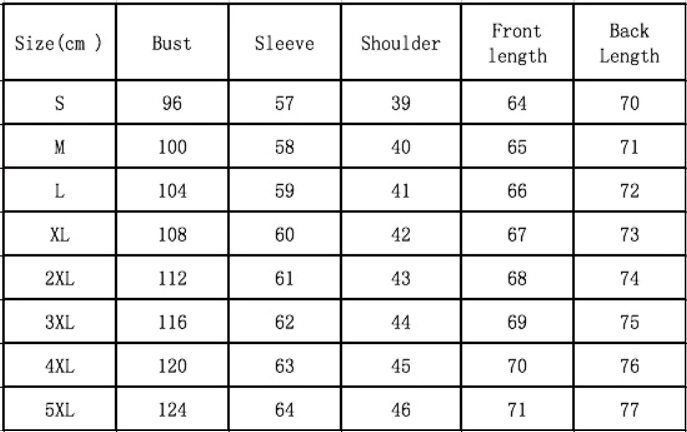 Size(cm ) Bust Sleeve Shoulder Front length Back Length
S 96 57 39 64 70
M 100 58 40 65 71
L 104 59 41 66 72
XL 108 60 42 67 73
2XL 112 61 43 68 74
3XL 116 62 44 69 75
4XL 120 63 45 70 76
5XL 124 64 46 71 77